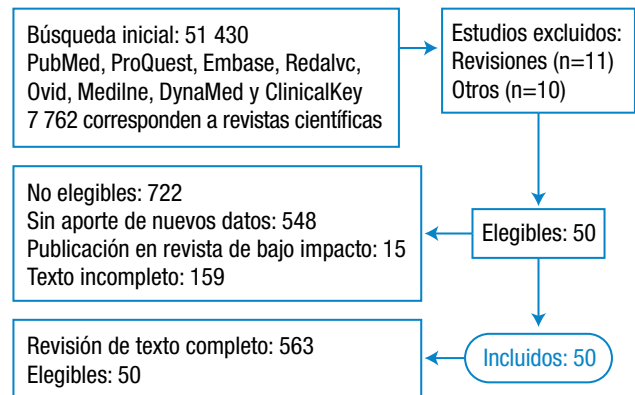 Búsqueda inicial: 51 430
PubMed, ProQuest, Embase, Redalvc,
Ovid, Medilne, DynaMed y ClinicalKey
7 762 corresponden a revistas científicas
Estudios excluidos:
Revisiones (n=11)
Otros (n=10)
No elegibles: 722
Sin aporte de nuevos datos: 548
Publicación en revista de bajo impacto: 15
Texto incompleto: 159
Elegibles: 50
Revisión de texto completo: 563
Elegibles: 50
Incluidos: 50